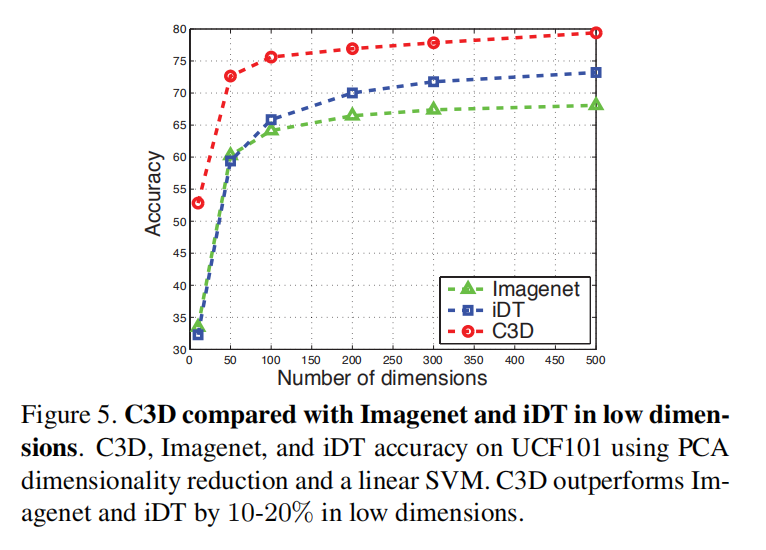 80
75
70
65
60
55
50
45
40
35
30
Accuracy
0 50 100 150 200 250 300 350 400 450 500
Number of dimensions
Imagenet
iDT
C3D
Figure 5. C3D compared with Imagenet and iDT in low dimen-
sions. C3D, Imagenet, and iDT accuracy on UCF101 using PCA
dimensionality reduction and a linear SVM. C3D outperforms Im-
agenet and iDT by 10-20% in low dimensions.